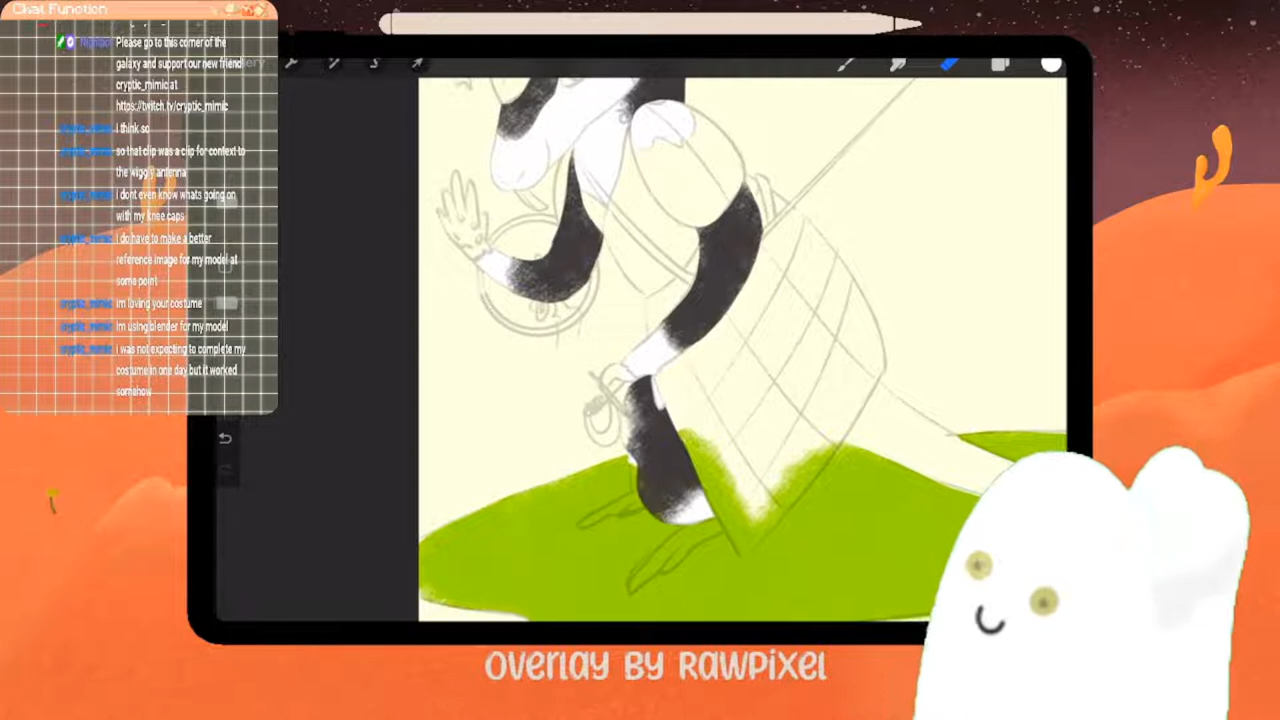 Chat Function
Please go to this corner of the
galaxy and support our new friend
cryptic_mimic at
https://twitch.tv/cryptic_mimic
I think so
so that clip was a clip for context to
the wiggly antenna
i dont even know whats going on
with my knee caps
i do have to make a better
reference image for my model at
some point
cryptic_mimic im loving your costume
cryptic_mimic im using blender for my model
cryptic_mimic i was not expecting to complete my
costume in one day but it worked
somehow
OVERLAY BY RAWPIXEL